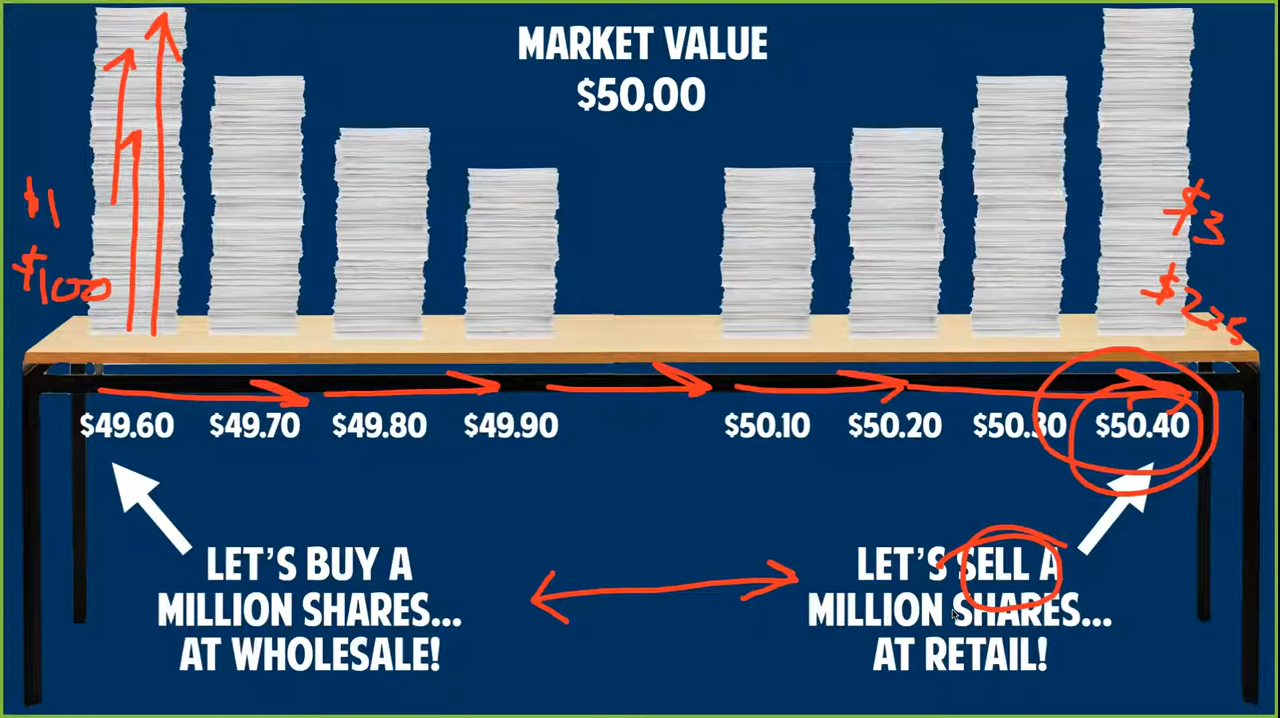 MARKET VALUE
$50.00
$1
$100
$3
$225
$49.60 $49.70 $49.80 $49.90 $50.10 $50.20 $50.30 $50.40
LET'S BUY A
MILLION SHARES...
AT WHOLESALE!
LET'S SELL A
MILLION SHARES...
AT RETAIL!